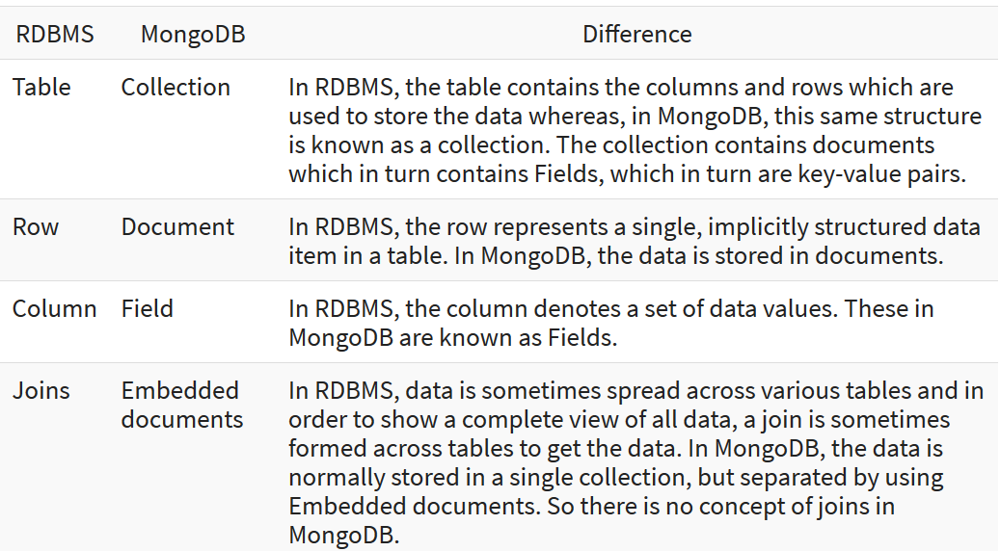 RDBMS MongoDB Difference
Table Collection In RDBMS, the table contains the columns and rows which are
used to store the data whereas, in MongoDB, this same structure
is known as a collection. The collection contains documents
which in turn contains Fields, which in turn are key-value pairs.
Row Document In RDBMS, the row represents a single, implicitly structured data
item in a table. In MongoDB, the data is stored in documents.
Column Field In RDBMS, the column denotes a set of data values. These in
MongoDB are known as Fields.
Joins Embedded In RDBMS, data is sometimes spread across various tables and in
documents order to show a complete view of all data, a join is sometimes
formed across tables to get the data. In MongoDB, the data is
normally stored in a single collection, but separated by using
Embedded documents. So there is no concept of joins in
MongoDB.